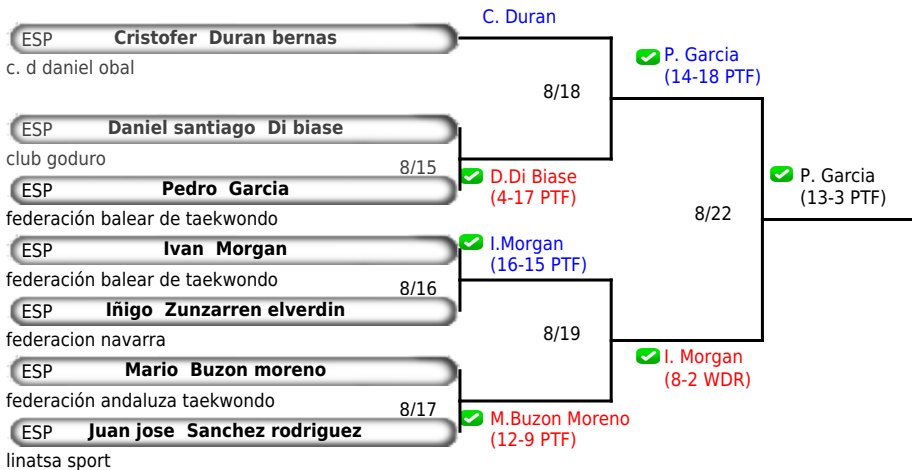 C. Duran
ESP Cristofer Duran bernas
c. d daniel obal
P. Garcia
(14-18 PTF)
8/18
ESP Daniel santiago Di biase
club goduro
8/15
ESP Pedro Garcia
federación balear de taekwondo
D.Di Biase
(4-17 PTF)
P. Garcia
(13-3 PTF)
8/22
ESP Ivan Morgan
federación balear de taekwondo
I.Morgan
(16-15 PTF)
8/16
ESP Iñigo Zunzarren elverdin
federacion navarra
8/19
ESP Mario Buzon moreno
federación andaluza taekwondo
I. Morgan
(8-2 WDR)
8/17
ESP Juan jose Sanchez rodriguez
linatsa sport
M.Buzon Moreno
(12-9 PTF)